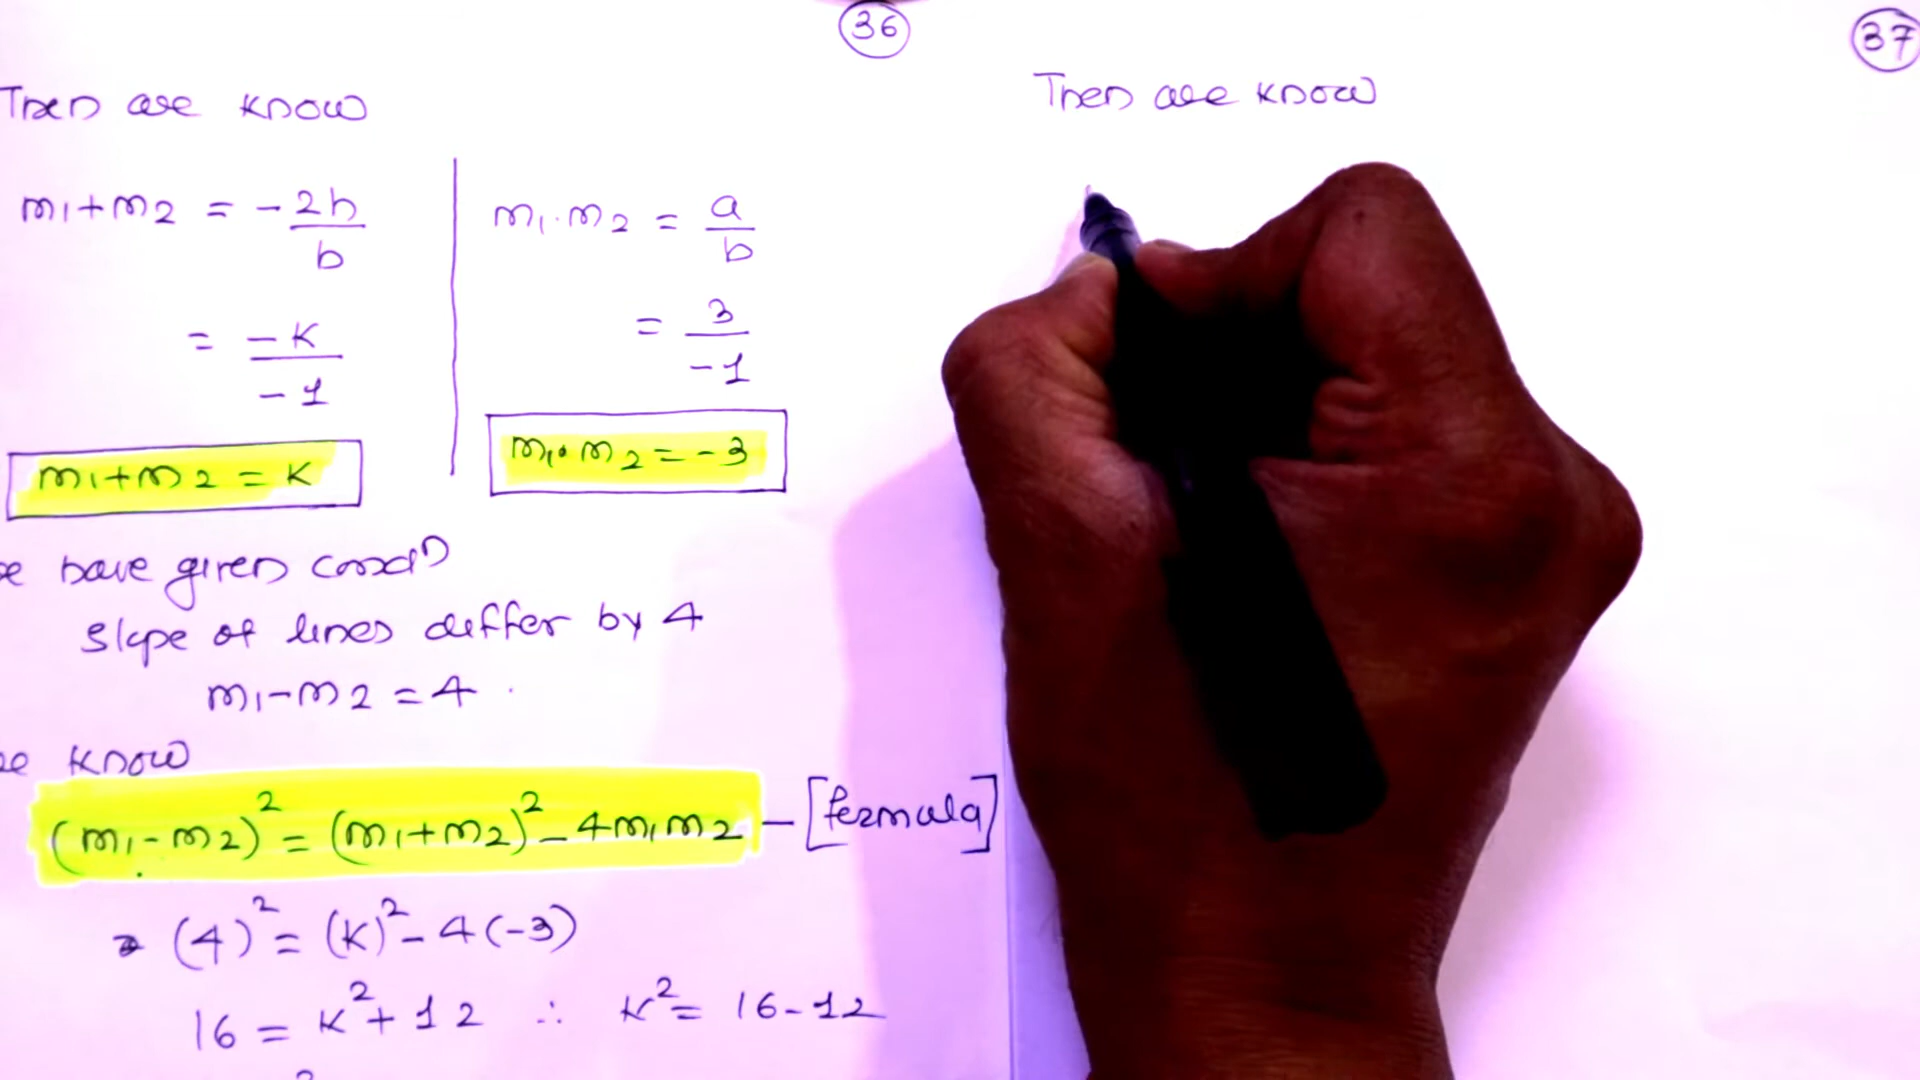 36
Then we know
m1+m2 = -2h/b
= -k/-1
m1+m2 = k
m1.m2 = a/b
= 3/-1
m1.m2 = -3
have given condn
slope of lines differ by 4
m1-m2 = 4
know
(m1-m2)² = (m1+m2)² - 4m1m2 - [formula]
(4)² = (k)² - 4(-3)
16 = k² + 12 ∴ k² = 16-12
37
Then we know